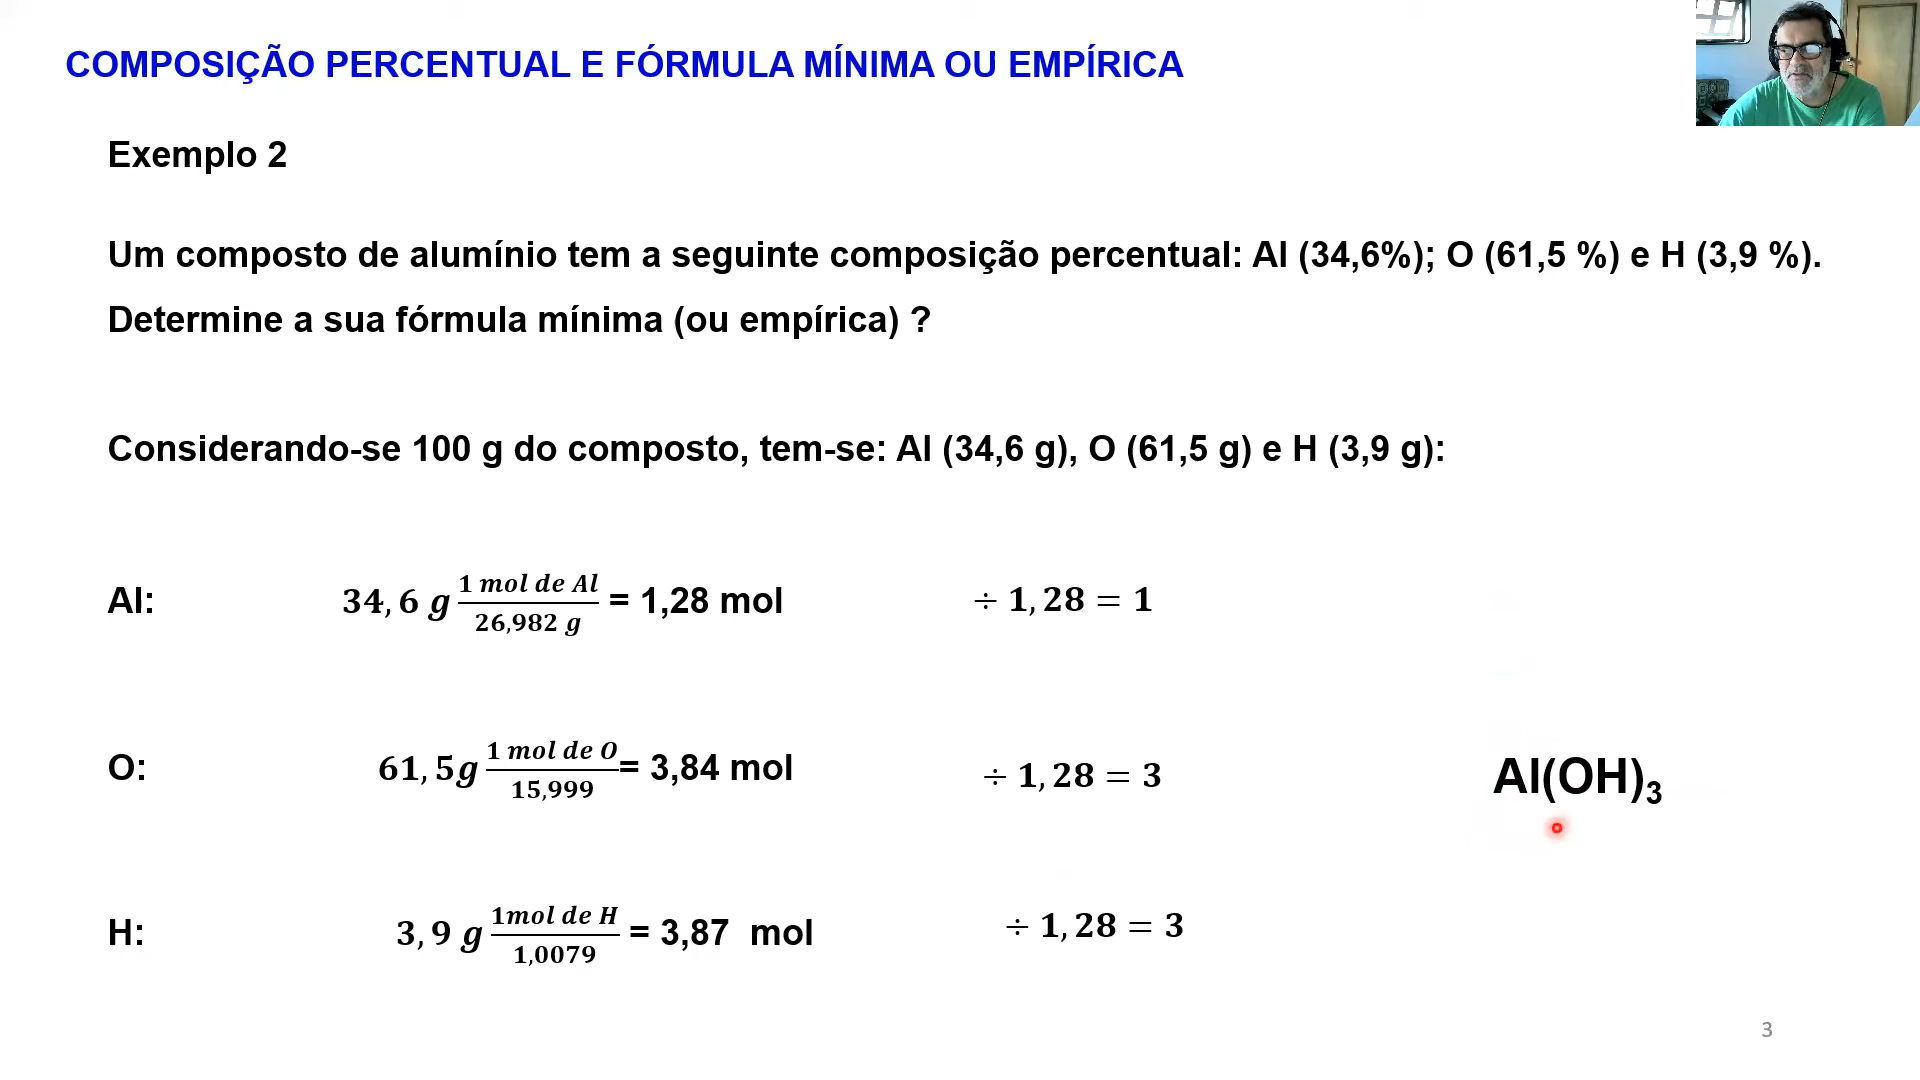 COMPOSIÇÃO PERCENTUAL E FÓRMULA MÍNIMA OU EMPÍRICA
Exemplo 2
Um composto de alumínio tem a seguinte composição percentual: Al (34,6%); O (61,5 %) e H (3,9 %).
Determine a sua fórmula mínima (ou empírica) ?
Considerando-se 100 g do composto, tem-se: Al (34,6 g), O (61,5 g) e H (3,9 g):
Al: 34,6 g 1 mol de Al / 26,982 g = 1,28 mol ÷ 1,28 = 1
O: 61,5g 1 mol de O / 15,999 = 3,84 mol ÷ 1,28 = 3
Al(OH)₃
H: 3,9 g 1mol de H / 1,0079 = 3,87 mol ÷ 1,28 = 3
3